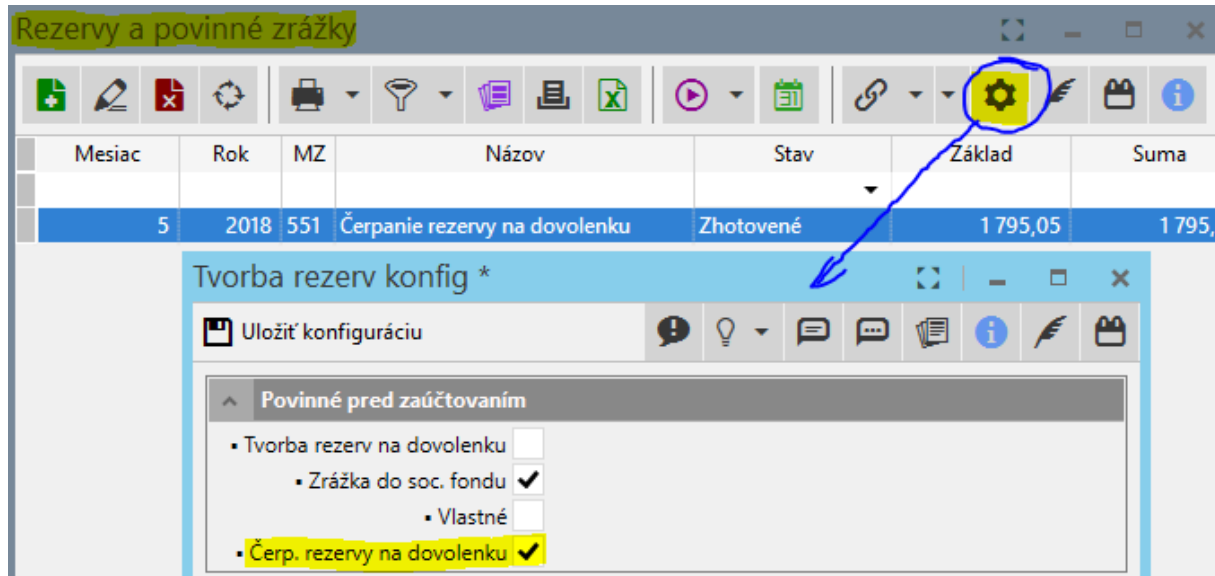 Rezervy a povinné zrážky
31
Mesiac Rok MZ Názov Stav Základ Suma
5 2018 551 Čerpanie rezervy na dovolenku Zhotovené 1 795,05 1 795,
Tvorba rezerv konfig *
Uložiť konfiguráciu
Povinné pred zaúčtovaním
Tvorba rezerv na dovolenku
Zrážka do soc. fondu
Vlastné
Čerp. rezervy na dovolenku